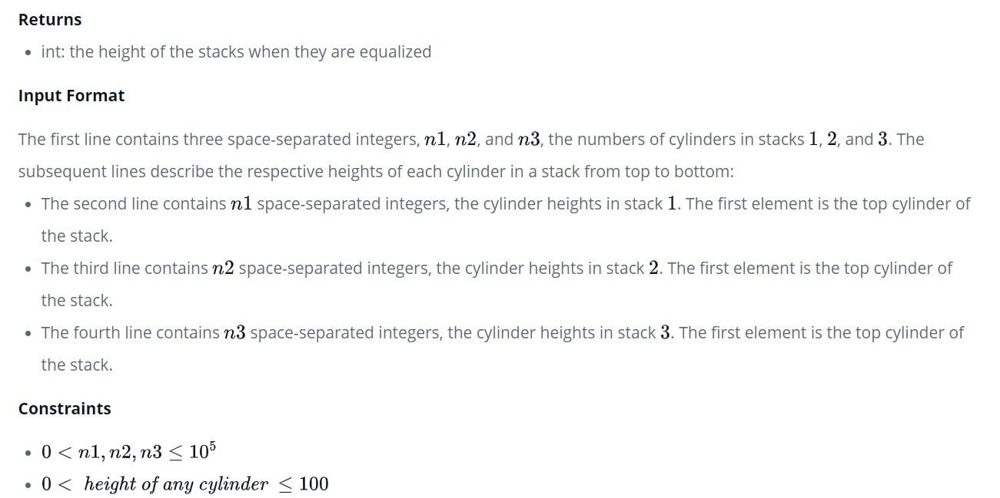 Returns
• int: the height of the stacks when they are equalized
Input Format
The first line contains three space-separated integers, n1, n2, and n3, the numbers of cylinders in stacks 1, 2, and 3. The
subsequent lines describe the respective heights of each cylinder in a stack from top to bottom:
• The second line contains n1 space-separated integers, the cylinder heights in stack 1. The first element is the top cylinder of
the stack.
• The third line contains n2 space-separated integers, the cylinder heights in stack 2. The first element is the top cylinder of
the stack.
• The fourth line contains n3 space-separated integers, the cylinder heights in stack 3. The first element is the top cylinder of
the stack.
Constraints
• 0 < n1, n2, n3 ≤ 10⁵
• 0 < height of any cylinder ≤ 100